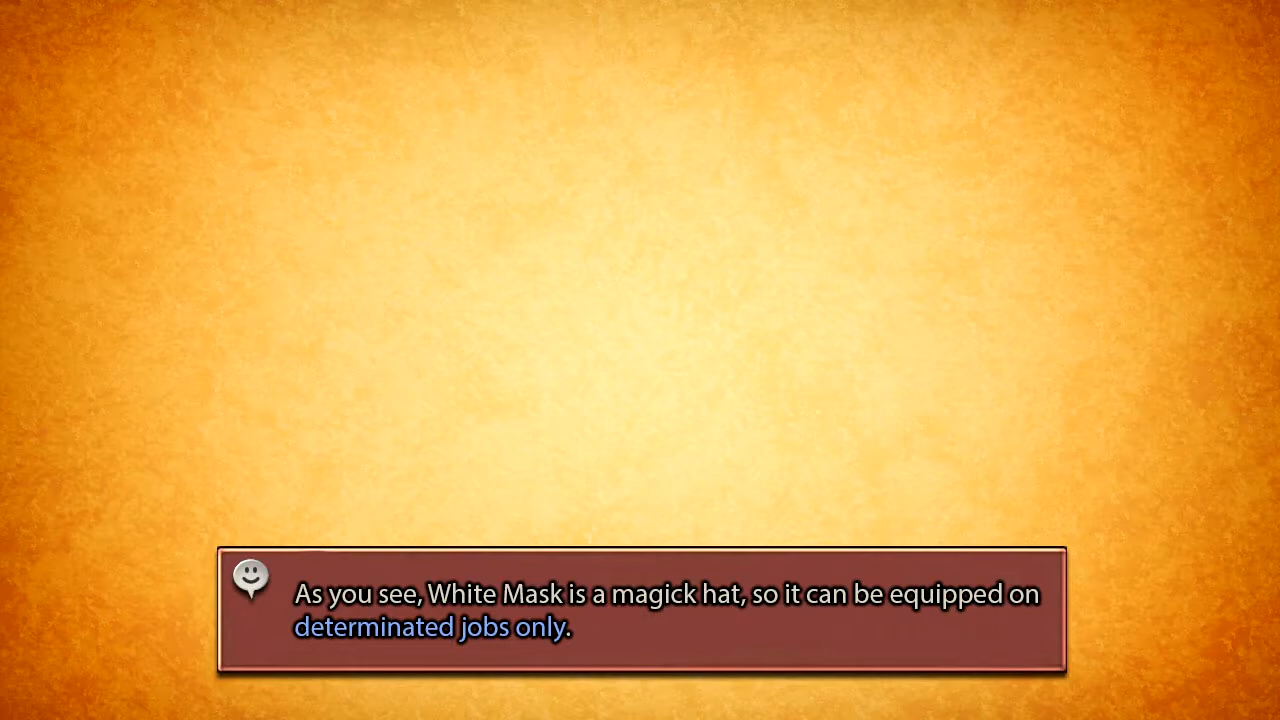 As you see, White Mask is a magick hat, so it can be equipped on
determinated jobs only.